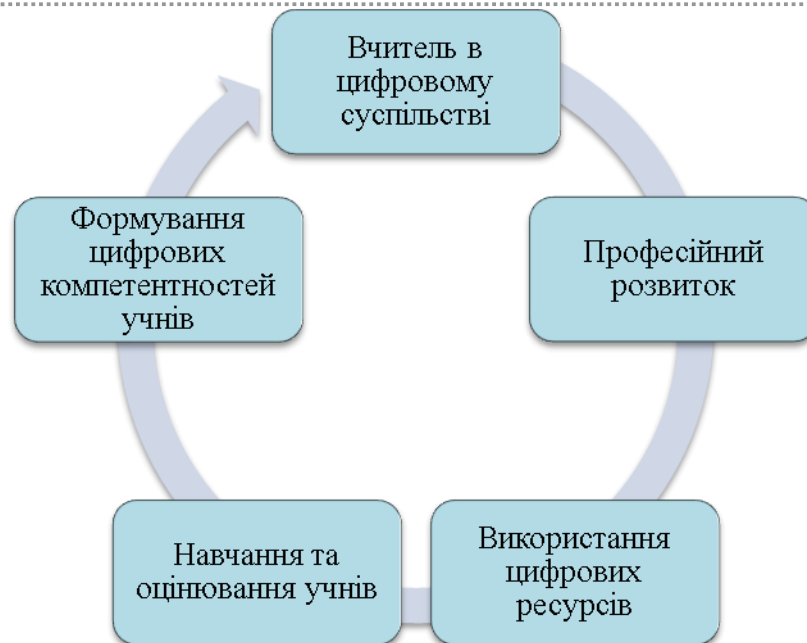 Вчитель в
цифровому
суспільстві
Професійний
розвиток
Використання
цифрових
ресурсів
Навчання та
оцінювання учнів
Формування
цифрових
компетентностей
учнів